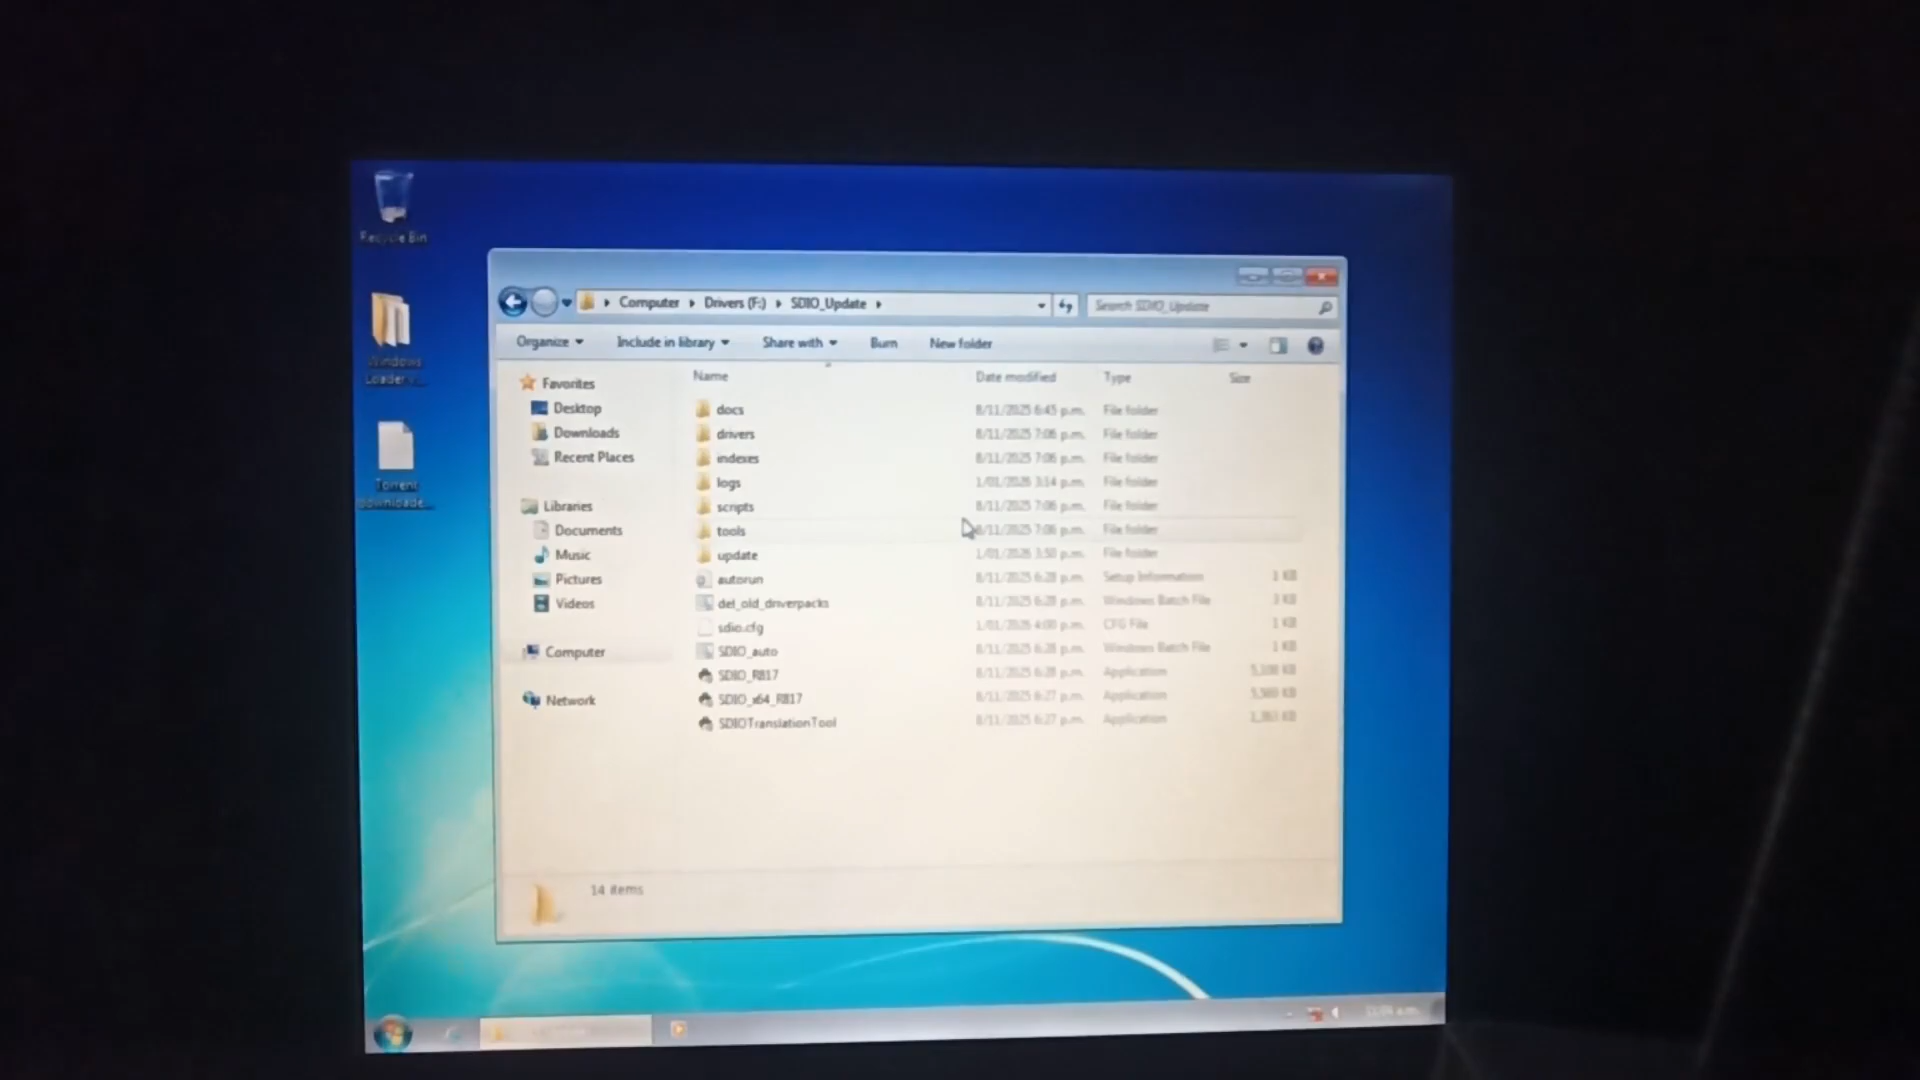 Recycle Bin
Windows
Loader
Torrent
Computer Drivers (F:) SDIO_Update
Search SDIO_Update
Organize Include in library Share with Burn New folder
Name Date modified Type Size
Favorites
Desktop
Downloads
Recent Places
Libraries
Documents
Music
Pictures
Videos
Computer
Network
docs 8/11/2025 6:45 p.m. File folder
drivers 8/11/2025 7:06 p.m. File folder
indexes 8/11/2025 7:06 p.m. File folder
logs 1/01/2026 3:14 p.m. File folder
scripts 8/11/2025 7:06 p.m. File folder
tools 8/11/2025 7:06 p.m. File folder
update 1/01/2026 3:50 p.m. File folder
autorun 8/11/2025 6:28 p.m. Setup Information 1 KB
del_old_driverpacks 8/11/2025 6:28 p.m. Windows Batch File 3 KB
sdio.cfg 1/01/2026 4:00 p.m. CFG File 1 KB
SDIO_auto 8/11/2025 6:28 p.m. Windows Batch File 1 KB
SDIO_R817 8/11/2025 6:28 p.m. Application
SDIO_x64_R817 8/11/2025 6:27 p.m. Application
SDIOTranslationTool 8/11/2025 6:27 p.m. Application
14 items